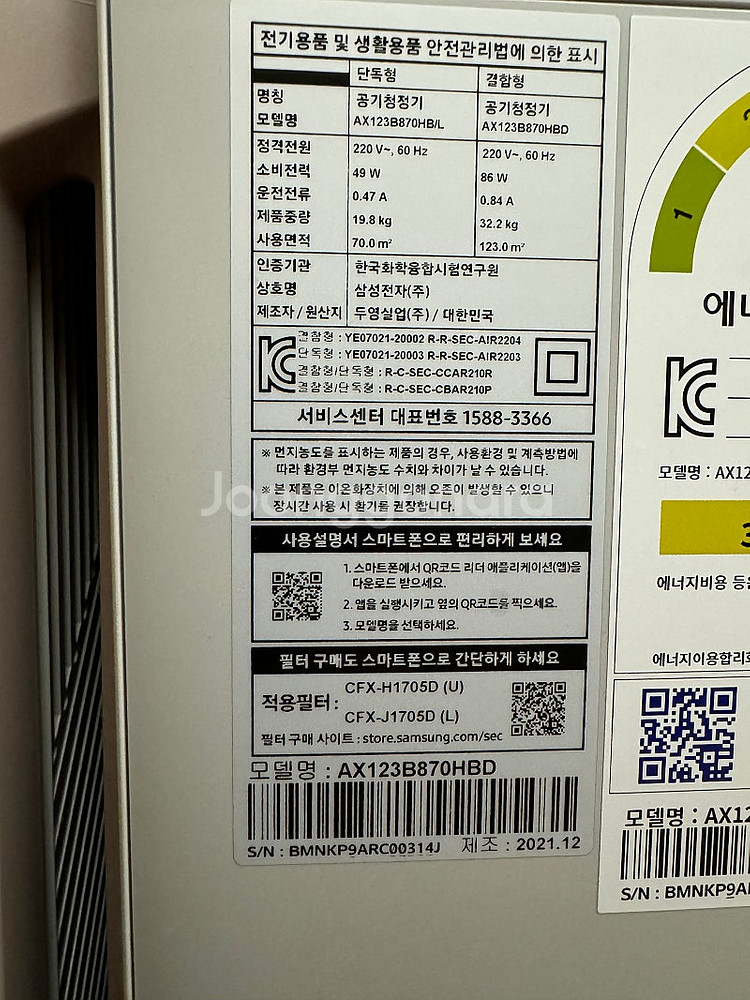 전기용품 및 생활용품 안전관리법에 의한 표시
단독형 결합형
명칭 공기청정기 공기청정기
모델명 AX123B870HB/L AX123B870HBD
정격전원 220 V~, 60 Hz 220 V~, 60 Hz
소비전력 49 W 86 W
운전전류 0.47 A 0.84 A
제품중량 19.8 kg 32.2 kg
사용면적 70.0 m² 123.0 m²
인증기관 한국화학융합시험연구원
상호명 삼성전자(주)
제조자 / 원산지 두영실업(주) / 대한민국
결합형 : YE07021-20002 R-R-SEC-AIR2204
단독형 : YE07021-20003 R-R-SEC-AIR2203
결합형/단독형 : R-C-SEC-CCAR210R
결합형/단독형 : R-C-SEC-CBAR210P
서비스센터 대표번호 1588-3366
※ 먼지농도를 표시하는 제품의 경우, 사용환경 및 계측방법에
따라 환경부 먼지농도 수치와 차이가 날 수 있습니다.
※ 본 제품은 이온화장치에 의해 오존이 발생할 수 있으니
장시간 사용 시 환기를 권장합니다.
사용설명서 스마트폰으로 편리하게 보세요
1. 스마트폰에서 QR코드 리더 애플리케이션(앱)을
다운로드 받으세요.
2. 앱을 실행시키고 옆의 QR코드를 찍으세요.
3. 모델명을 선택하세요.
필터 구매도 스마트폰으로 간단하게 하세요
적용필터 : CFX-H1705D (U)
CFX-J1705D (L)
필터 구매 사이트 : store.samsung.com/sec
모델명 : AX123B870HBD
S/N : BMNKP9ARC00314J 제조 : 2021.12
1
에너
모델명 : AX12
3
에너지비용 등은
에너지이용합리화
모델명 : AX12
S/N : BMNKP9AR